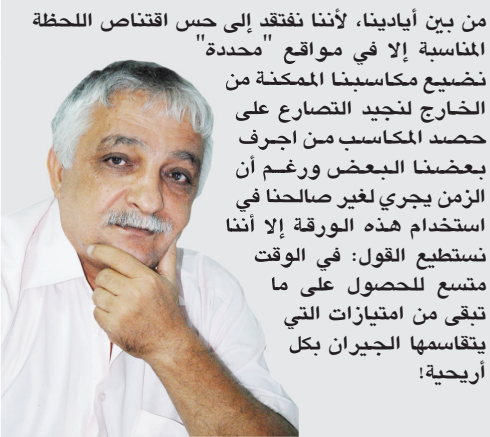 من بين أيادينا، لأننا نفتقد إلى حس اقتناص اللحظة
المناسبة إلا في مواقع "محددة"
نضيع مكاسبنا الممكنة من
الخارج لنجيد التصارع على
حصد المكاسب من اجرف
بعضنا البعض ورغم أن
الزمن يجري لغير صالحنا في
استخدام هذه الورقة إلا أننا
نستطيع القول: في الوقت
متسع للحصول على ما
تبقى من امتيازات التي
يتقاسمها الجيران بكل
أريحية!